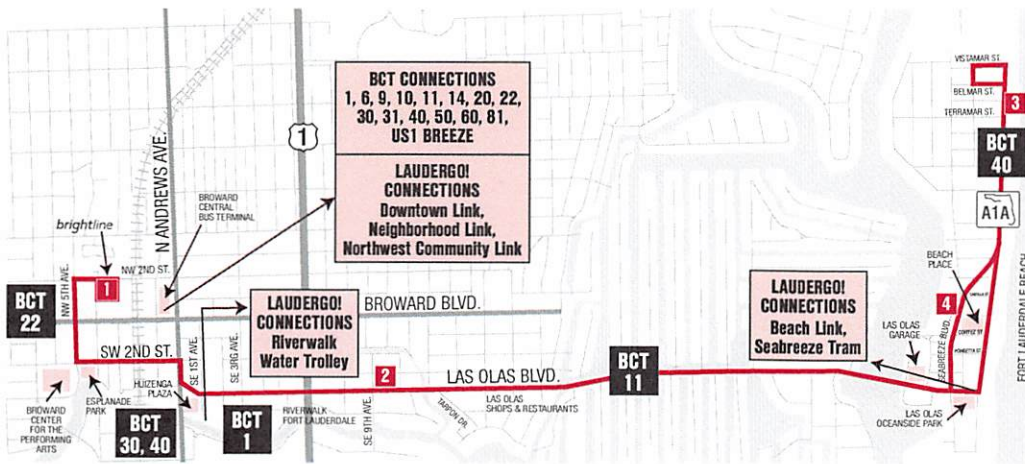 VISTAMAR ST.
BELMAR ST.
3
TERRAMAR ST.
BCT
40
A1A
BCT CONNECTIONS
1, 6, 9, 10, 11, 14, 20, 22,
30, 31, 40, 50, 60, 81,
US1 BREEZE
LAUDERGO!
CONNECTIONS
Downtown Link,
Neighborhood Link,
Northwest Community Link
1
N ANDREWS AVE.
BROWARD
CENTRAL
BUS TERMINAL
brightline
NW 2ND ST.
1
NW 5TH AVE.
BCT
22
BROWARD BLVD.
LAUDERGO!
CONNECTIONS
Riverwalk
Water Trolley
LAUDERGO!
CONNECTIONS
Beach Link,
Seabreeze Tram
BEACH
PLACE
4
CORTEZ ST.
SEABREEZE BLVD.
LAS OLAS
GARAGE
FORT LAUDERDALE BEACH
SW 2ND ST.
SE 1ST AVE.
SE 3RG AVE.
2
LAS OLAS BLVD.
BCT
11
HUIZENGA
PLAZA
ESPLANADE
PARK
BROWARD
CENTER
FOR THE
PERFORMING
ARTS
BCT
30, 40
BCT
1
RIVERWALK
FORT LAUDERDALE
SE 9TH AVE.
TARPON DR.
LAS OLAS
SHOPS & RESTAURANTS
LAS OLAS
OCEANSIDE PARK